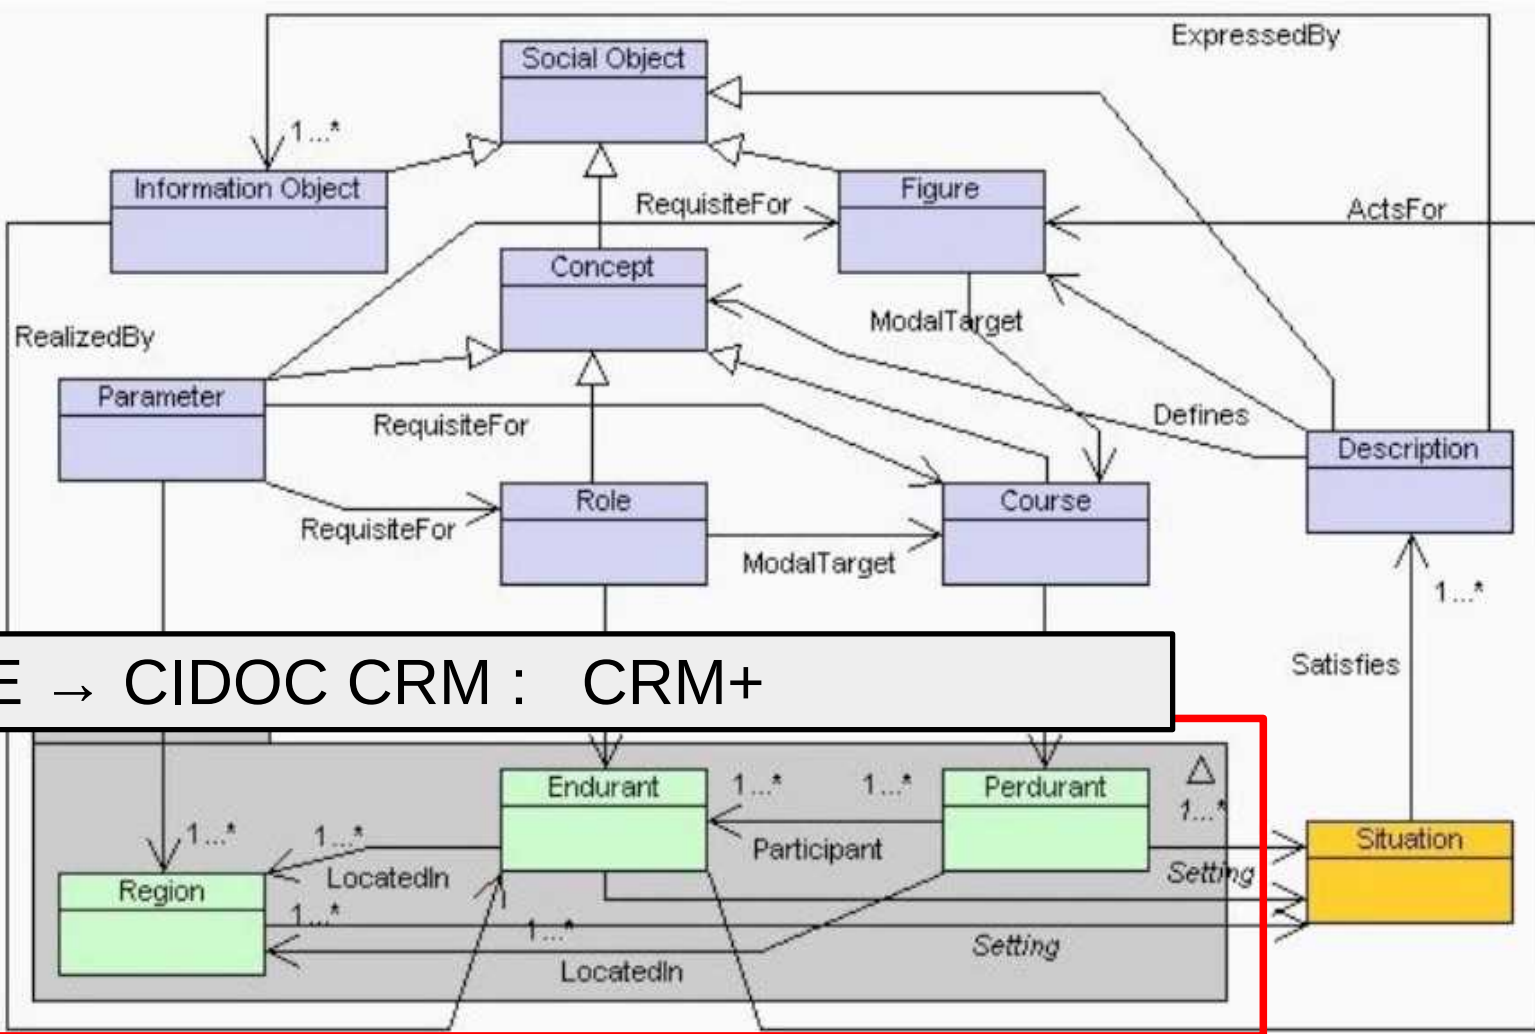 ExpressedBy
Social Object
1...*
Information Object
RequisiteFor
Figure
ActsFor
Concept
ModalTarget
RealizedBy
Parameter
RequisiteFor
Defines
Description
Role
Course
RequisiteFor
ModalTarget
1...*
Satisfies
E → CIDOC CRM : CRM+
Endurant
1...*
1...*
Perdurant
1...*
1...*
1...*
Participant
Situation
LocatedIn
Setting
Region
1...*
1...*
Setting
LocatedIn